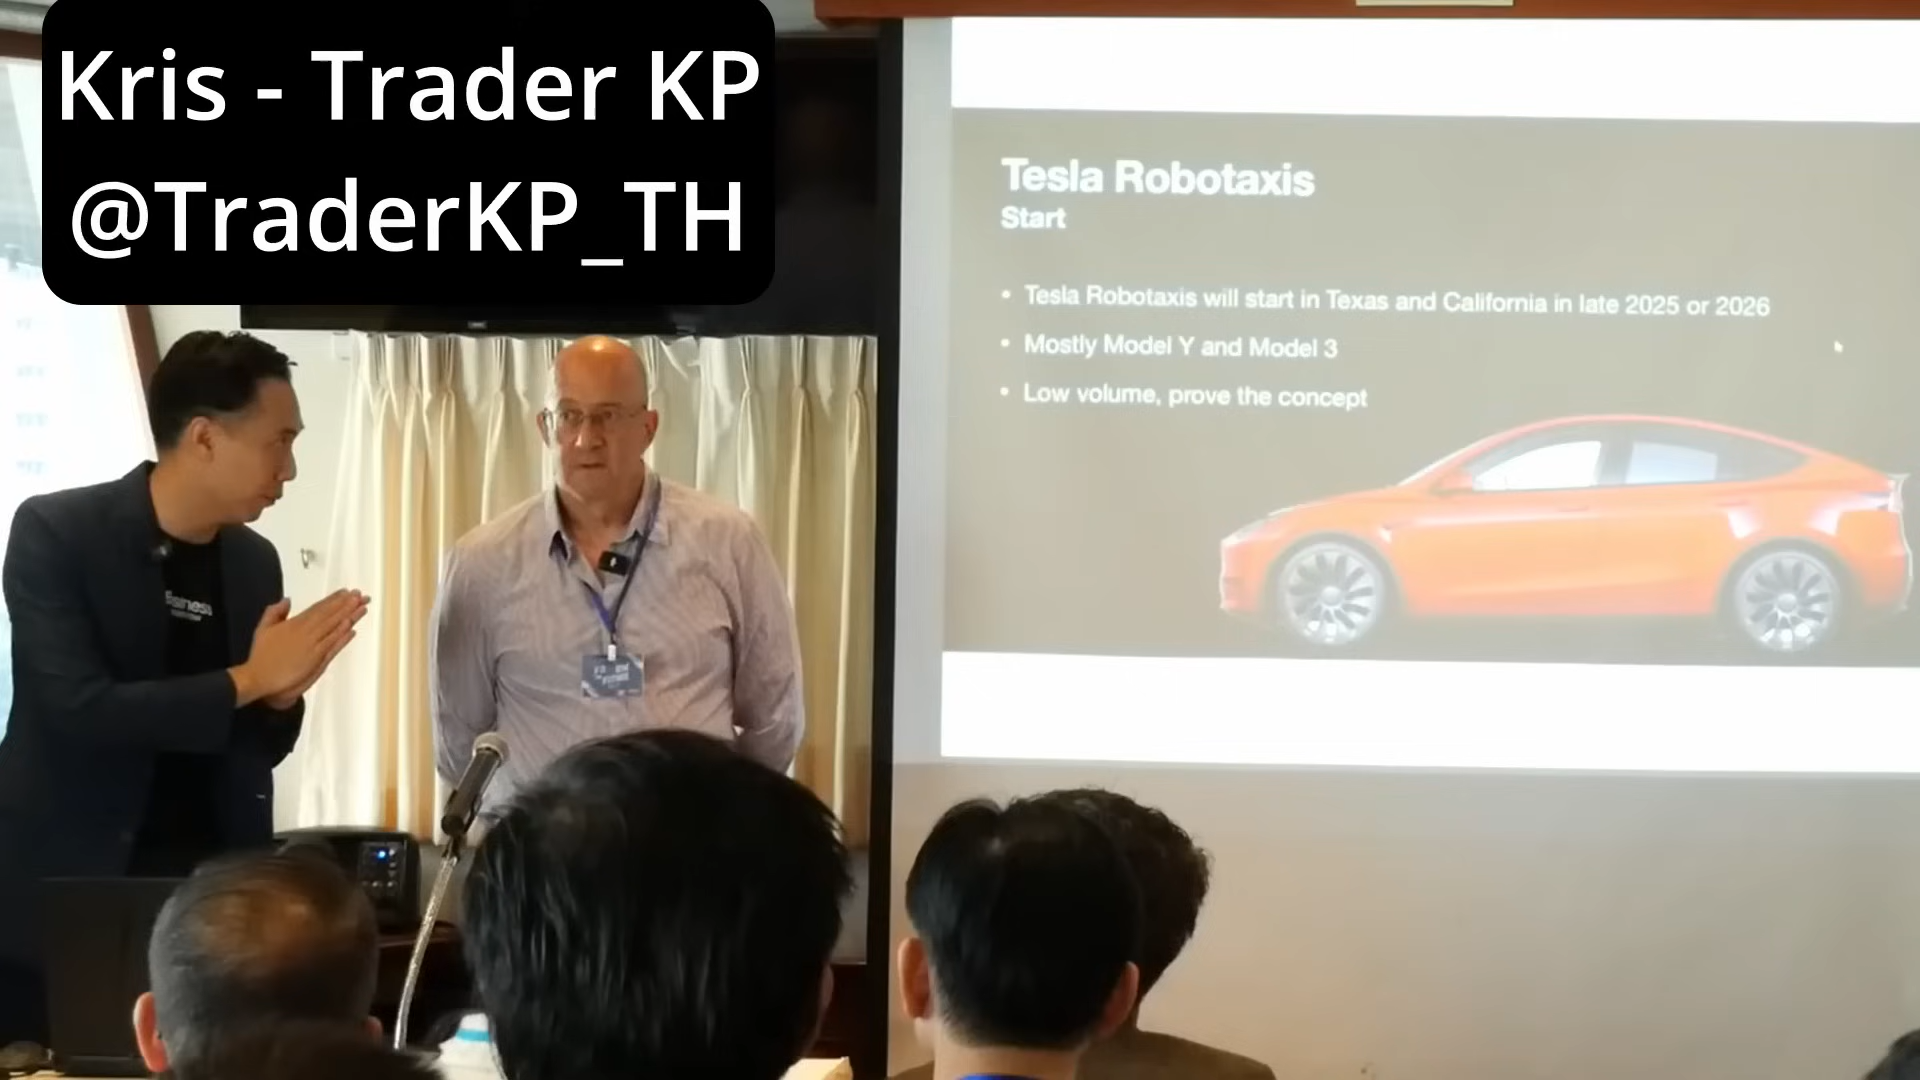 Kris - Trader KP
@TraderKP_TH
Tesla Robotaxis
Start
• Tesla Robotaxis will start in Texas and California in late 2025 or 2026
• Mostly Model Y and Model 3
• Low volume, prove the concept
Business